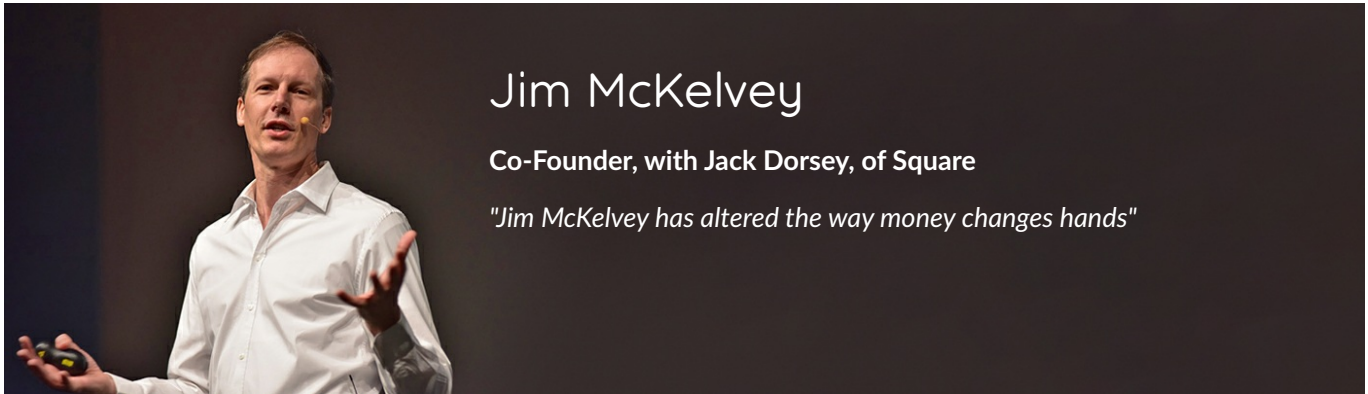 Jim McKelvey
Co-Founder, with Jack Dorsey, of Square
"Jim McKelvey has altered the way money changes hands"